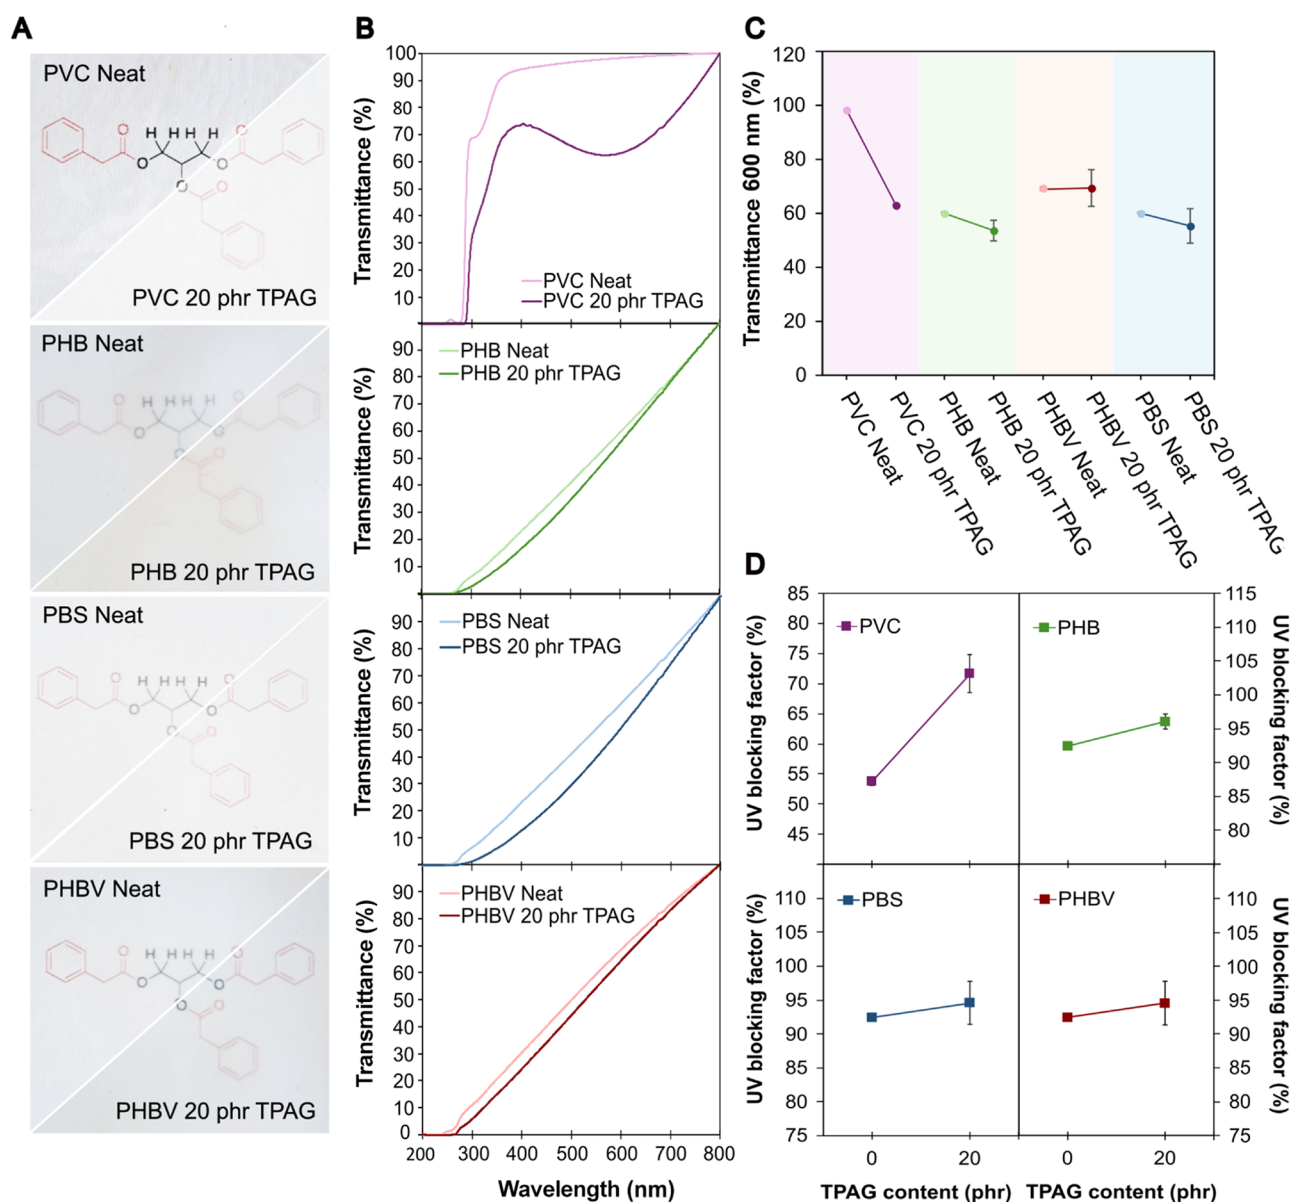 A
PVC Neat
O H H H H O
O O
O O
PVC 20 phr TPAG
PHB Neat
O H H H H O
O O
O O
PHB 20 phr TPAG
PBS Neat
O H H H H O
O O
O O
PBS 20 phr TPAG
PHBV Neat
O H H H H O
O O
O O
PHBV 20 phr TPAG
B
Transmittance (%)
100
90
80
70
60
50
40
30
20
10
PVC Neat
PVC 20 phr TPAG
Transmittance (%)
90
80
70
60
50
40
30
20
10
PHB Neat
PHB 20 phr TPAG
Transmittance (%)
90
80
70
60
50
40
30
20
10
PBS Neat
PBS 20 phr TPAG
Transmittance (%)
90
80
70
60
50
40
30
20
10
0
PHBV Neat
PHBV 20 phr TPAG
200 300 400 500 600 700 800
Wavelength (nm)
C
Transmittance 600 nm (%)
120
100
80
60
40
20
0
PVC Neat
PVC 20 phr TPAG
PHB Neat
PHB 20 phr TPAG
PHBV Neat
PHBV 20 phr TPAG
PBS Neat
PBS 20 phr TPAG
D
UV blocking factor (%)
85
80
75
70
65
60
55
50
45
PVC
PHB
115
110
105
100
95
90
85
80
UV blocking factor (%)
UV blocking factor (%)
110
105
100
95
90
85
80
75
PBS
PHBV
110
105
100
95
90
85
80
75
UV blocking factor (%)
0 20 0 20
TPAG content (phr) TPAG content (phr)